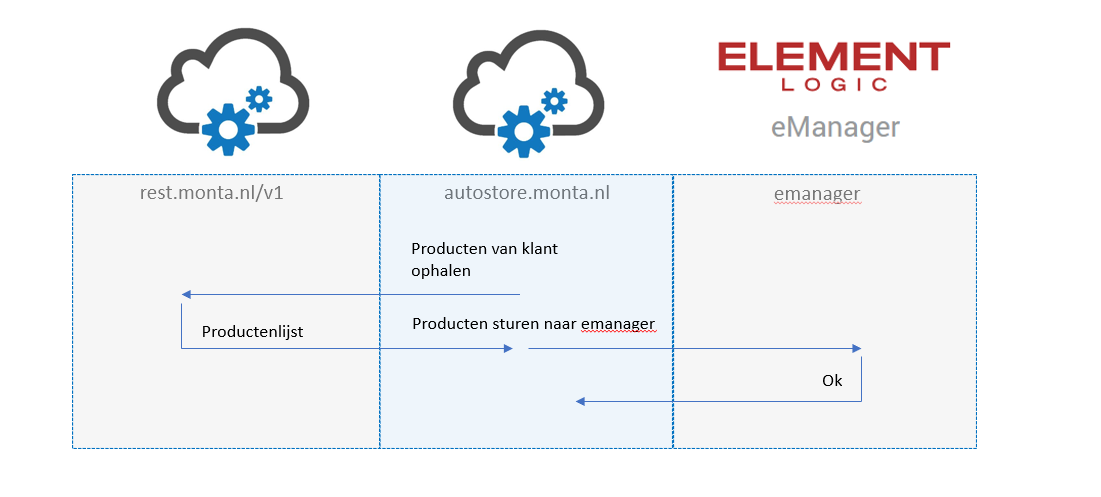 ELEMENT
LOGIC
eManager
rest.monta.nl/v1
autostore.monta.nl
emanager
Producten van klant
ophalen
Productenlijst
Producten sturen naar emanager
Ok